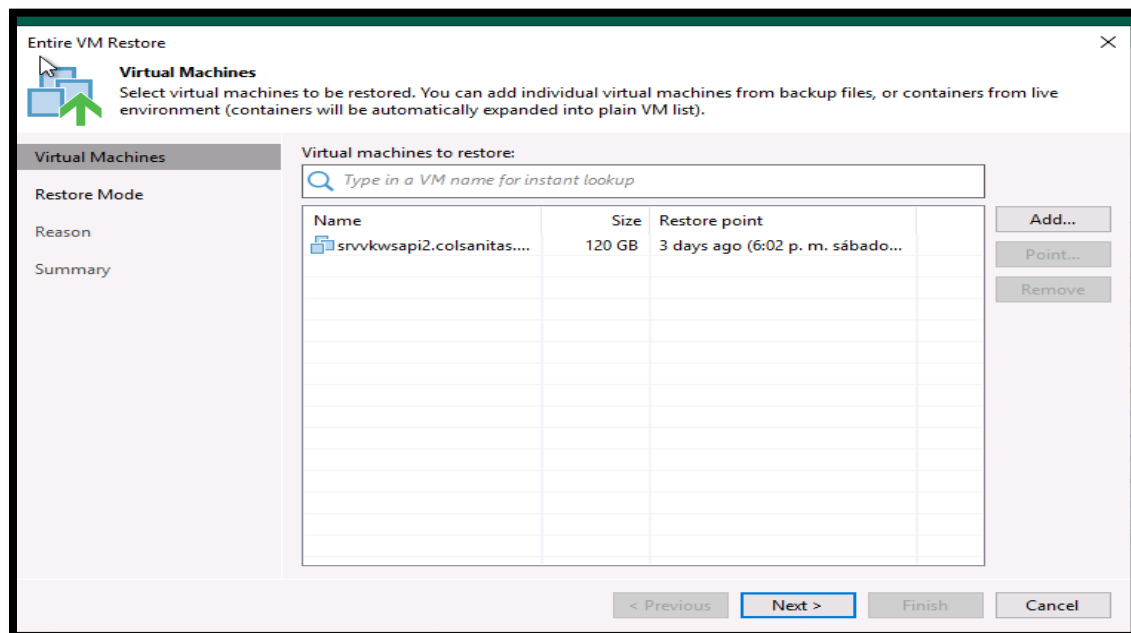 Entire VM Restore
Virtual Machines
Select virtual machines to be restored. You can add individual virtual machines from backup files, or containers from live
environment (containers will be automatically expanded into plain VM list).
Virtual Machines
Restore Mode
Reason
Summary
Virtual machines to restore:
Type in a VM name for instant lookup
Name Size Restore point
srvvkwsapi2.colsanitas.... 120 GB 3 days ago (6:02 p. m. sábado...
Add...
Point...
Remove
< Previous Next > Finish Cancel